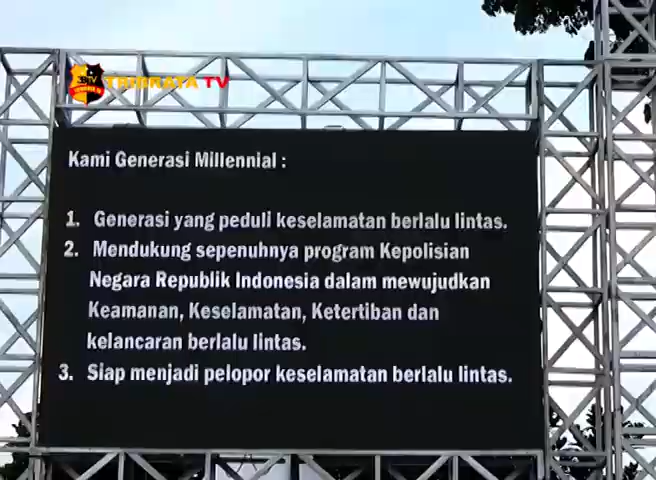 TRIBRATA TV
Kami Generasi Millennial :
1. Generasi yang peduli keselamatan berlalu lintas.
2. Mendukung sepenuhnya program Kepolisian
Negara Republik Indonesia dalam mewujudkan
Keamanan, Keselamatan, Ketertiban dan
kelancaran berlalu lintas.
3. Siap menjadi pelopor keselamatan berlalu lintas.